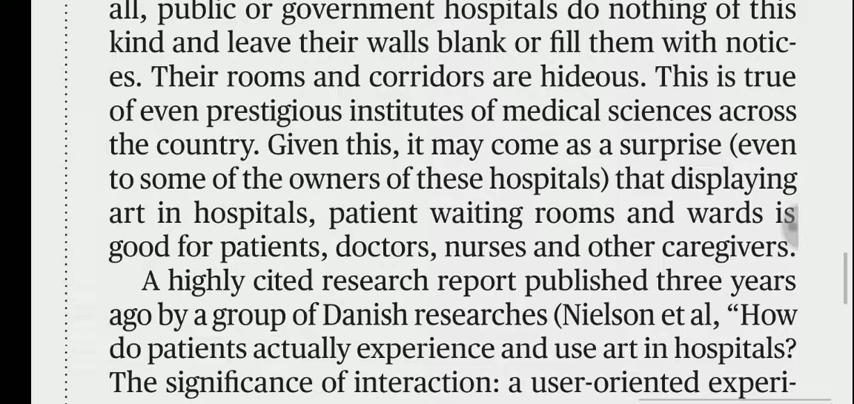 all, public or government hospitals do nothing of this
kind and leave their walls blank or fill them with notic-
es. Their rooms and corridors are hideous. This is true
of even prestigious institutes of medical sciences across
the country. Given this, it may come as a surprise (even
to some of the owners of these hospitals) that displaying
art in hospitals, patient waiting rooms and wards is
good for patients, doctors, nurses and other caregivers.
A highly cited research report published three years
ago by a group of Danish researches (Nielson et al, “How
do patients actually experience and use art in hospitals?
The significance of interaction: a user-oriented experi-